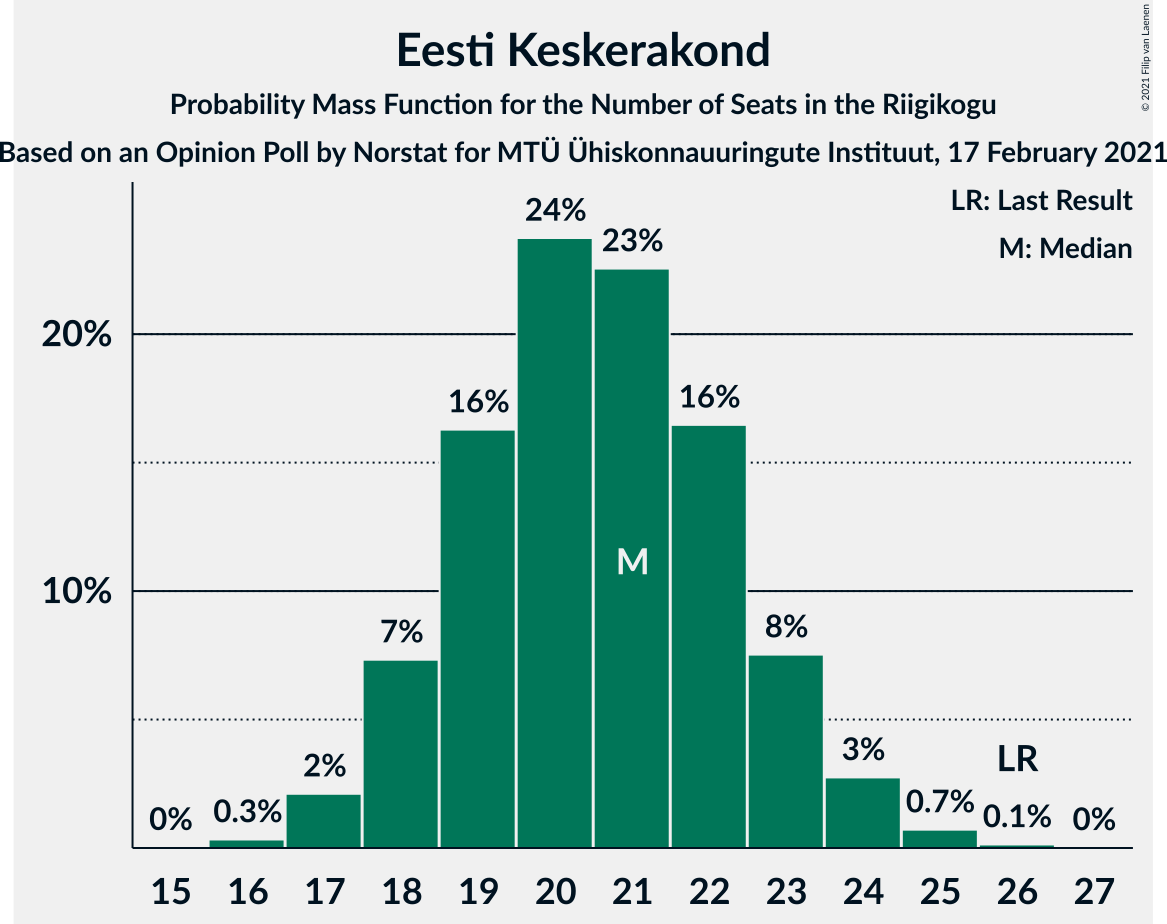 Eesti Keskerakond
Probability Mass Function for the Number of Seats in the Riigikogu
Based on an Opinion Poll by Norstat for MTÜ Ühiskonnauuringute Instituut, 17 February 2021
© 2021 Filip van Laenen
LR: Last Result
M: Median
20%
10%
0%
0.3%
2%
7%
16%
24%
23%
16%
8%
3%
0.7%
0.1%
0%
M
LR
15 16 17 18 19 20 21 22 23 24 25 26 27